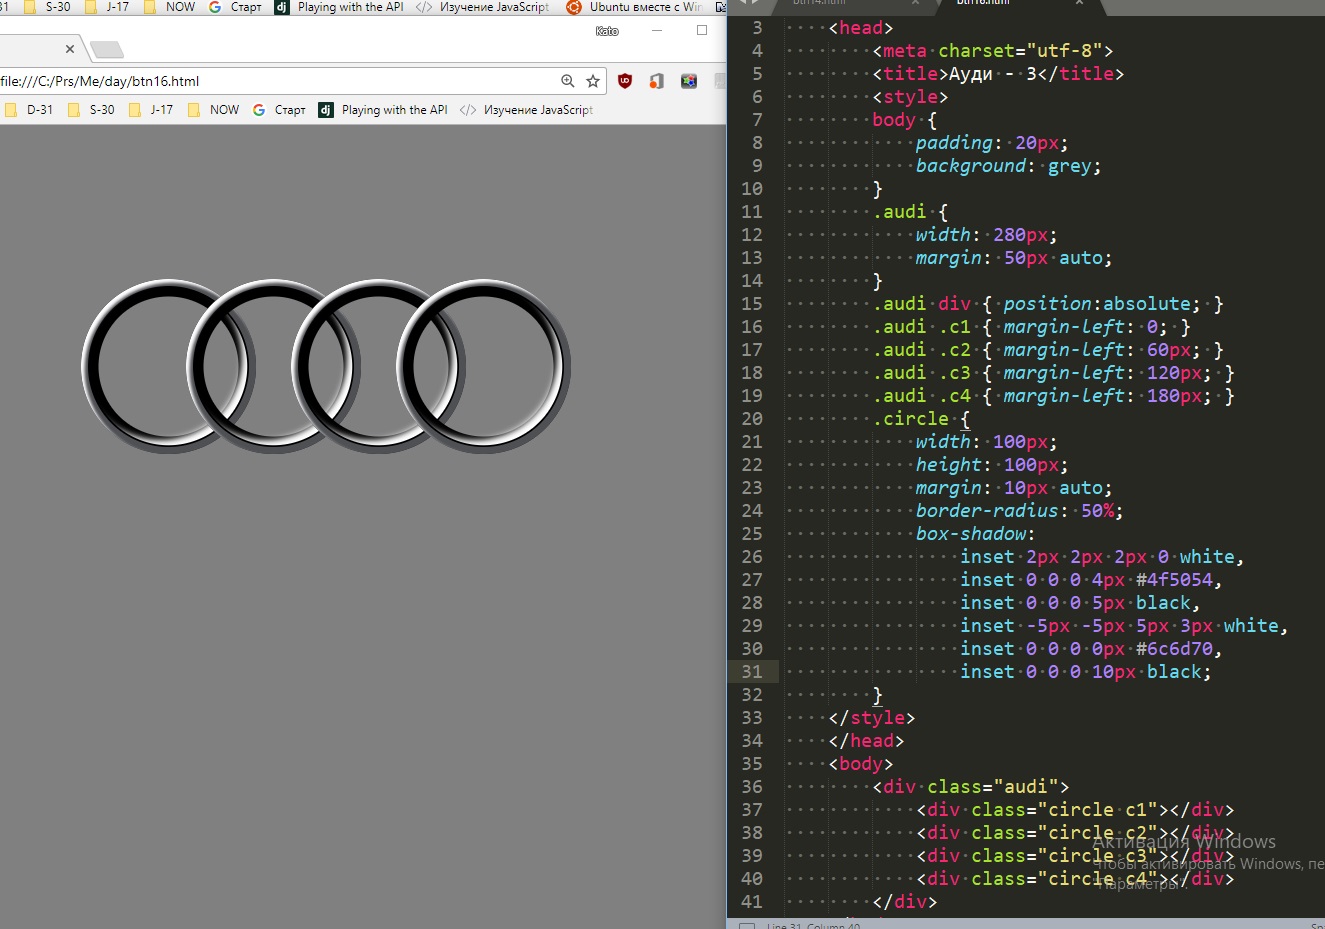 31 S-30 J-17 NOW Старт dj Playing with the API </> Изучение JavaScript Ubuntu вместе с Win
Kato
file:///C:/Prs/Me/day/btn16.html
D-31 S-30 J-17 NOW Старт dj Playing with the API </> Изучение JavaScript
btn14.html btn16.html
3 <head>
4 <meta charset="utf-8">
5 <title>Ауди - 3</title>
6 <style>
7 body {
8 padding: 20px;
9 background: grey;
10 }
11 .audi {
12 width: 280px;
13 margin: 50px auto;
14 }
15 .audi div { position:absolute; }
16 .audi .c1 { margin-left: 0; }
17 .audi .c2 { margin-left: 60px; }
18 .audi .c3 { margin-left: 120px; }
19 .audi .c4 { margin-left: 180px; }
20 .circle {
21 width: 100px;
22 height: 100px;
23 margin: 10px auto;
24 border-radius: 50%;
25 box-shadow:
26 inset 2px 2px 2px 0 white,
27 inset 0 0 0 4px #4f5054,
28 inset 0 0 0 5px black,
29 inset -5px -5px 5px 3px white,
30 inset 0 0 0 0px #6c6d70,
31 inset 0 0 0 10px black;
32 }
33 </style>
34 </head>
35 <body>
36 <div class="audi">
37 <div class="circle c1"></div>
38 <div class="circle c2"></div>
39 <div class="circle c3"></div>
40 <div class="circle c4"></div>
41 </div>
Активация Windows
Чтобы активировать Windows, пе
"Параметры".
Line 31, Column 40